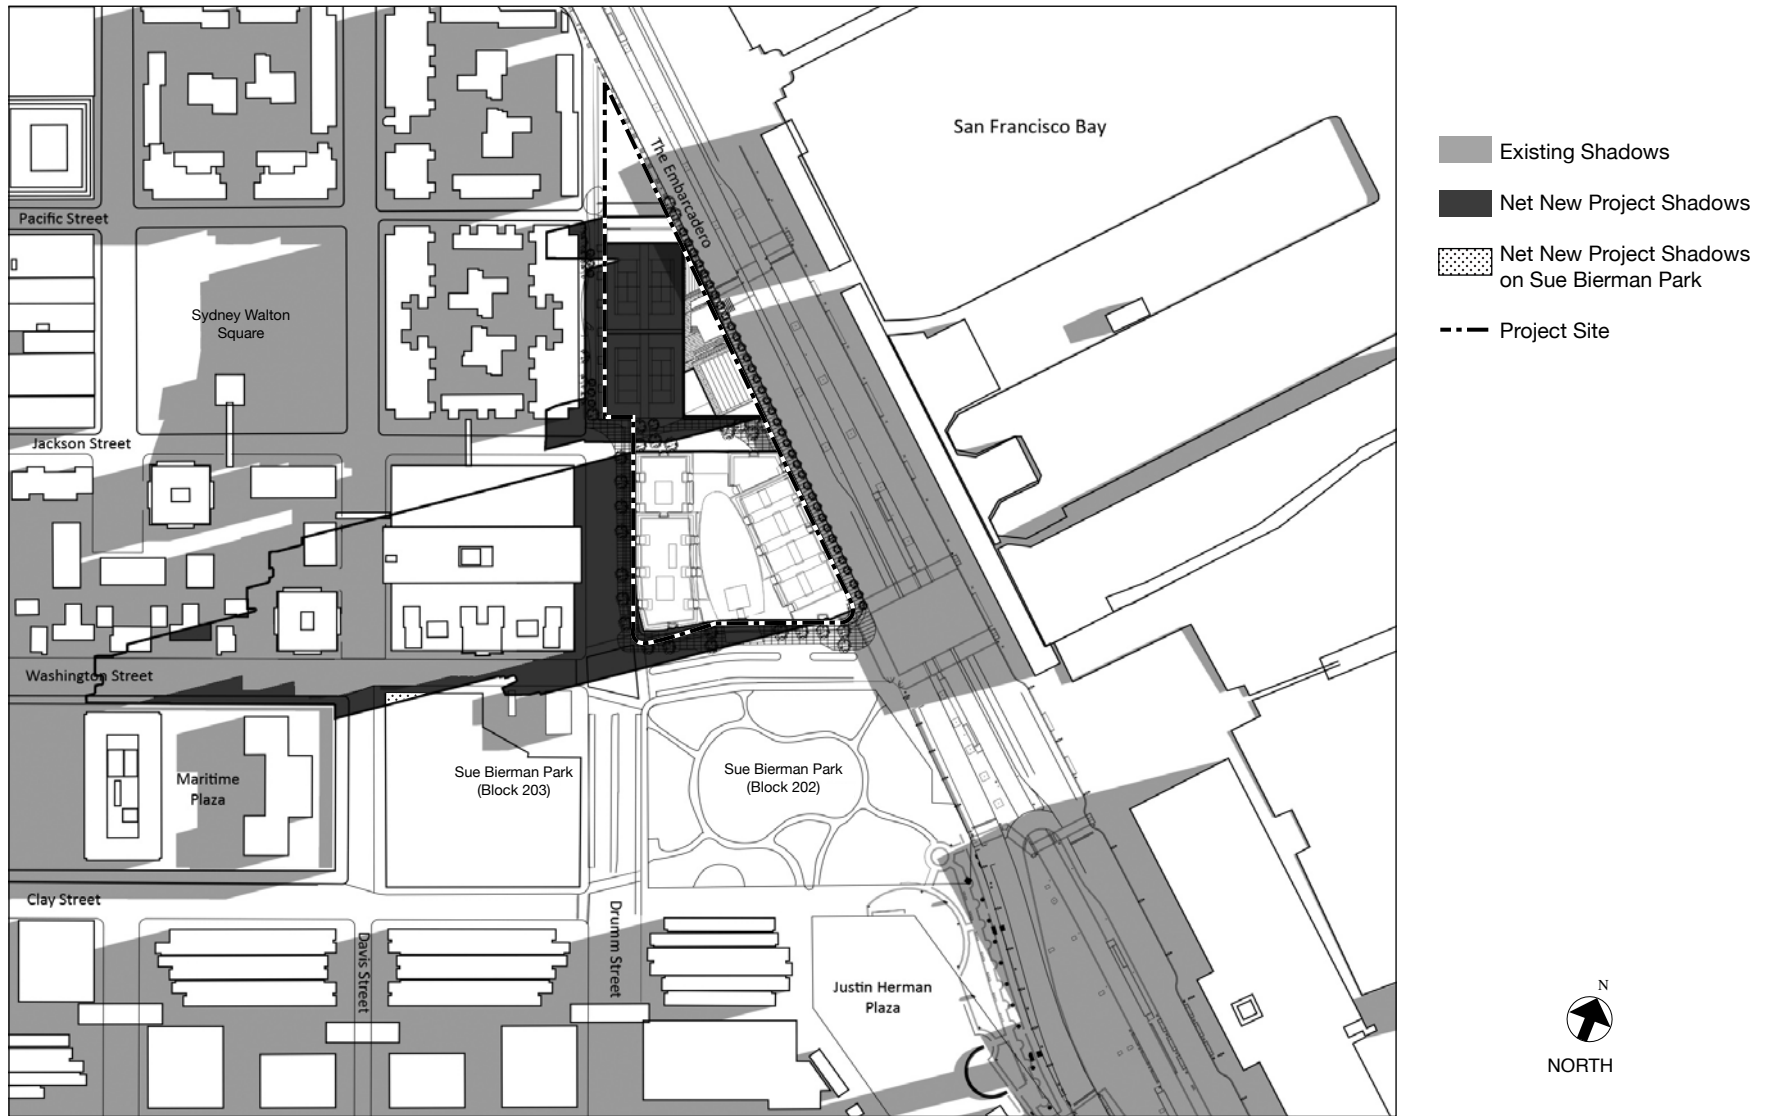 San Francisco Bay
The Embarcadero
Pacific Street
Sydney Walton
Square
Jackson Street
Washington Street
Maritime
Plaza
Sue Bierman Park
(Block 203)
Sue Bierman Park
(Block 202)
Clay Street
Davis Street
Drumm Street
Justin Herman
Plaza
Existing Shadows
Net New Project Shadows
Net New Project Shadows
on Sue Bierman Park
Project Site
N
NORTH